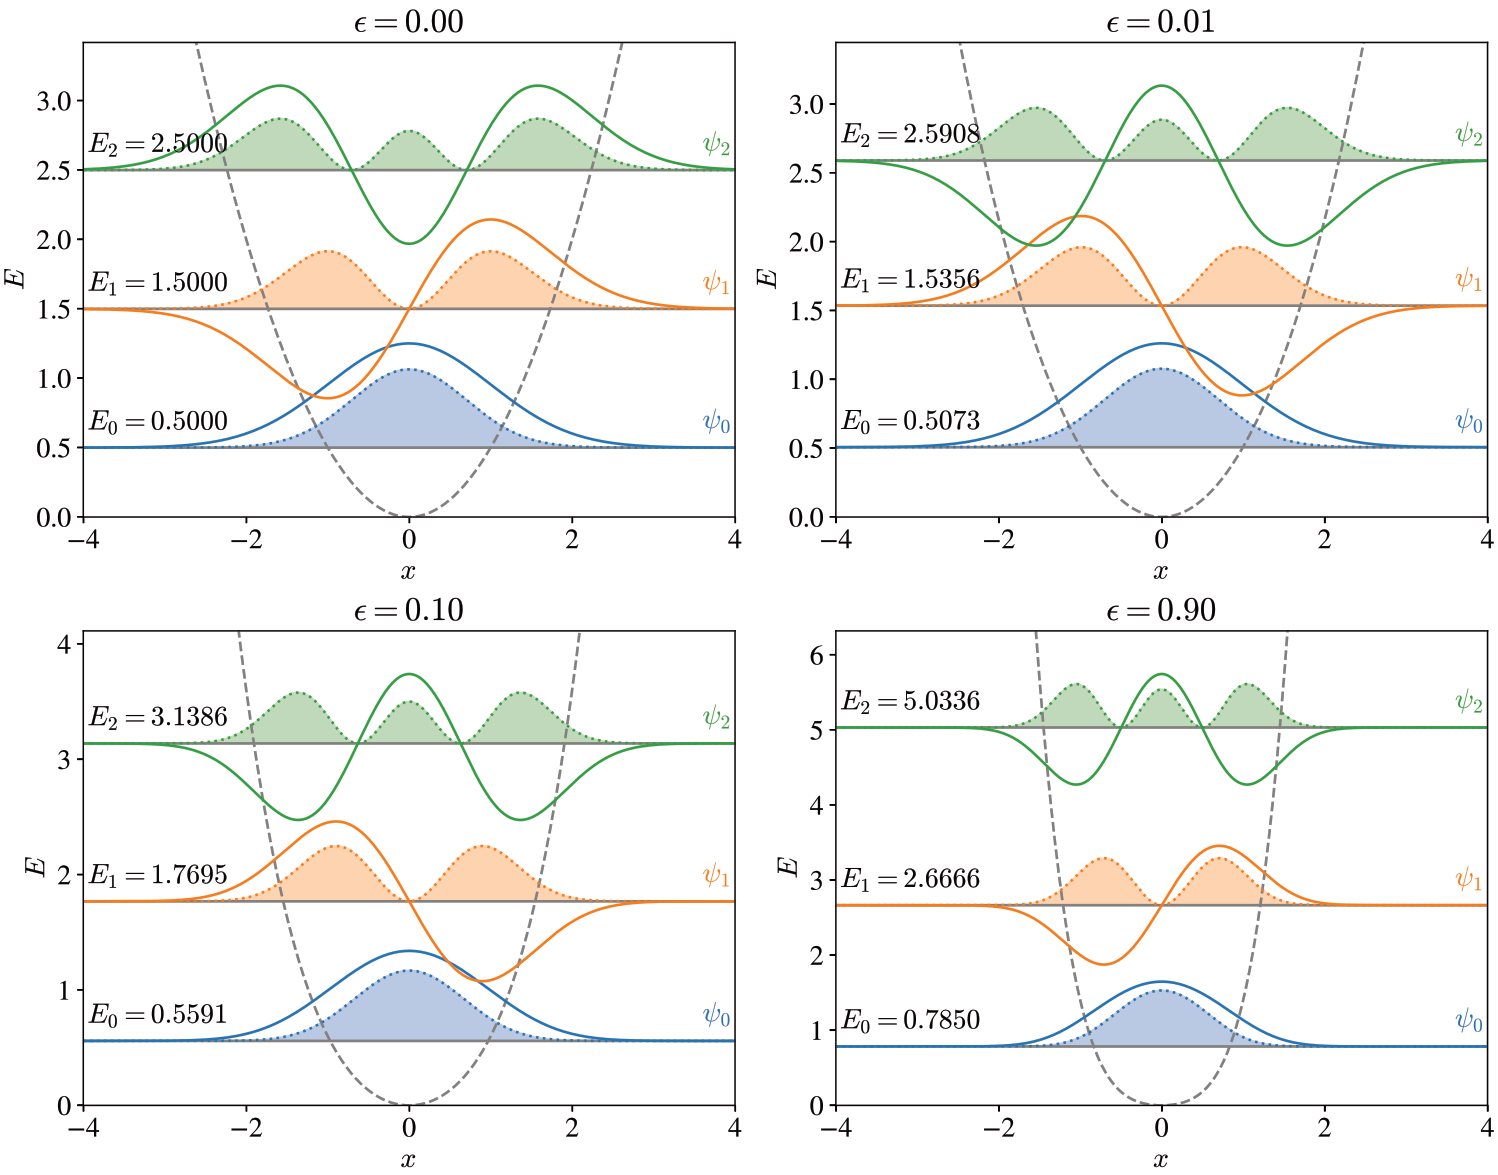 ϵ = 0.00
3.0
2.5
2.0
1.5
1.0
0.5
0.0
E
E₂ = 2.5000
ψ₂
E₁ = 1.5000
ψ₁
E₀ = 0.5000
ψ₀
−4 −2 0 2 4
x
ϵ = 0.01
3.0
2.5
2.0
1.5
1.0
0.5
0.0
E
E₂ = 2.5908
ψ₂
E₁ = 1.5356
ψ₁
E₀ = 0.5073
ψ₀
−4 −2 0 2 4
x
ϵ = 0.10
4
3
2
1
0
E
E₂ = 3.1386
ψ₂
E₁ = 1.7695
ψ₁
E₀ = 0.5591
ψ₀
−4 −2 0 2 4
x
ϵ = 0.90
6
5
4
3
2
1
0
E
E₂ = 5.0336
ψ₂
E₁ = 2.6666
ψ₁
E₀ = 0.7850
ψ₀
−4 −2 0 2 4
x